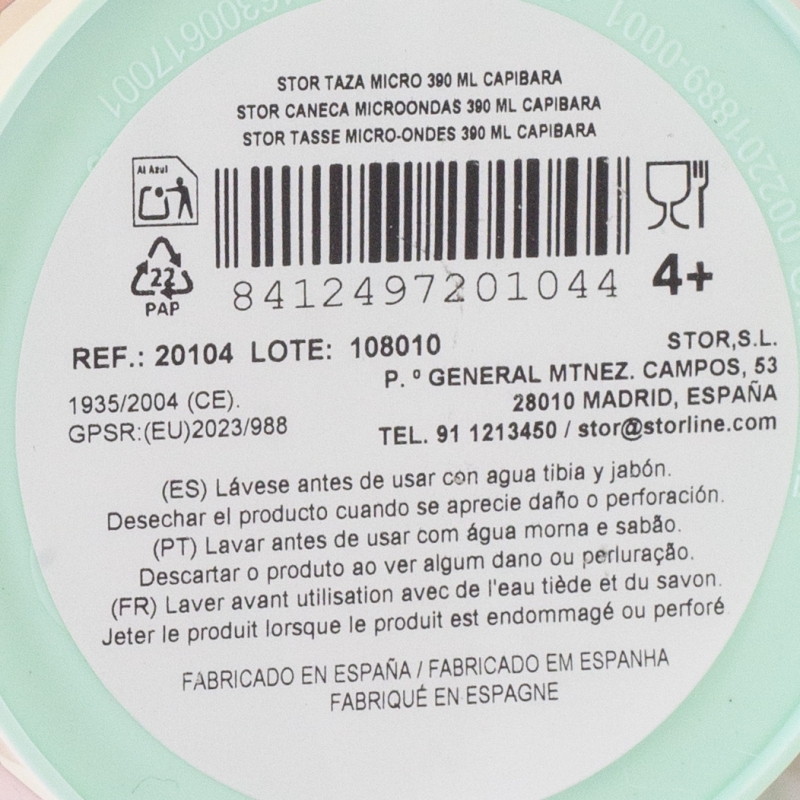 STOR TAZA MICRO 390 ML CAPIBARA
STOR CANECA MICROONDAS 390 ML CAPIBARA
STOR TASSE MICRO-ONDES 390 ML CAPIBARA
Al Azul
22
PAP
8412497201044
4+
REF.: 20104 LOTE: 108010
1935/2004 (CE).
GPSR:(EU)2023/988
STOR,S.L.
P. º GENERAL MTNEZ. CAMPOS, 53
28010 MADRID, ESPAÑA
TEL. 91 1213450 / stor@storline.com
(ES) Lávese antes de usar con agua tibia y jabón.
Desechar el producto cuando se aprecie daño o perforación.
(PT) Lavar antes de usar com água morna e sabão.
Descartar o produto ao ver algum dano ou perluração.
(FR) Laver avant utilisation avec de l'eau tiède et du savon.
Jeter le produit lorsque le produit est endommagé ou perforé
FABRICADO EN ESPAÑA / FABRICADO EM ESPANHA
FABRIQUÉ EN ESPAGNE